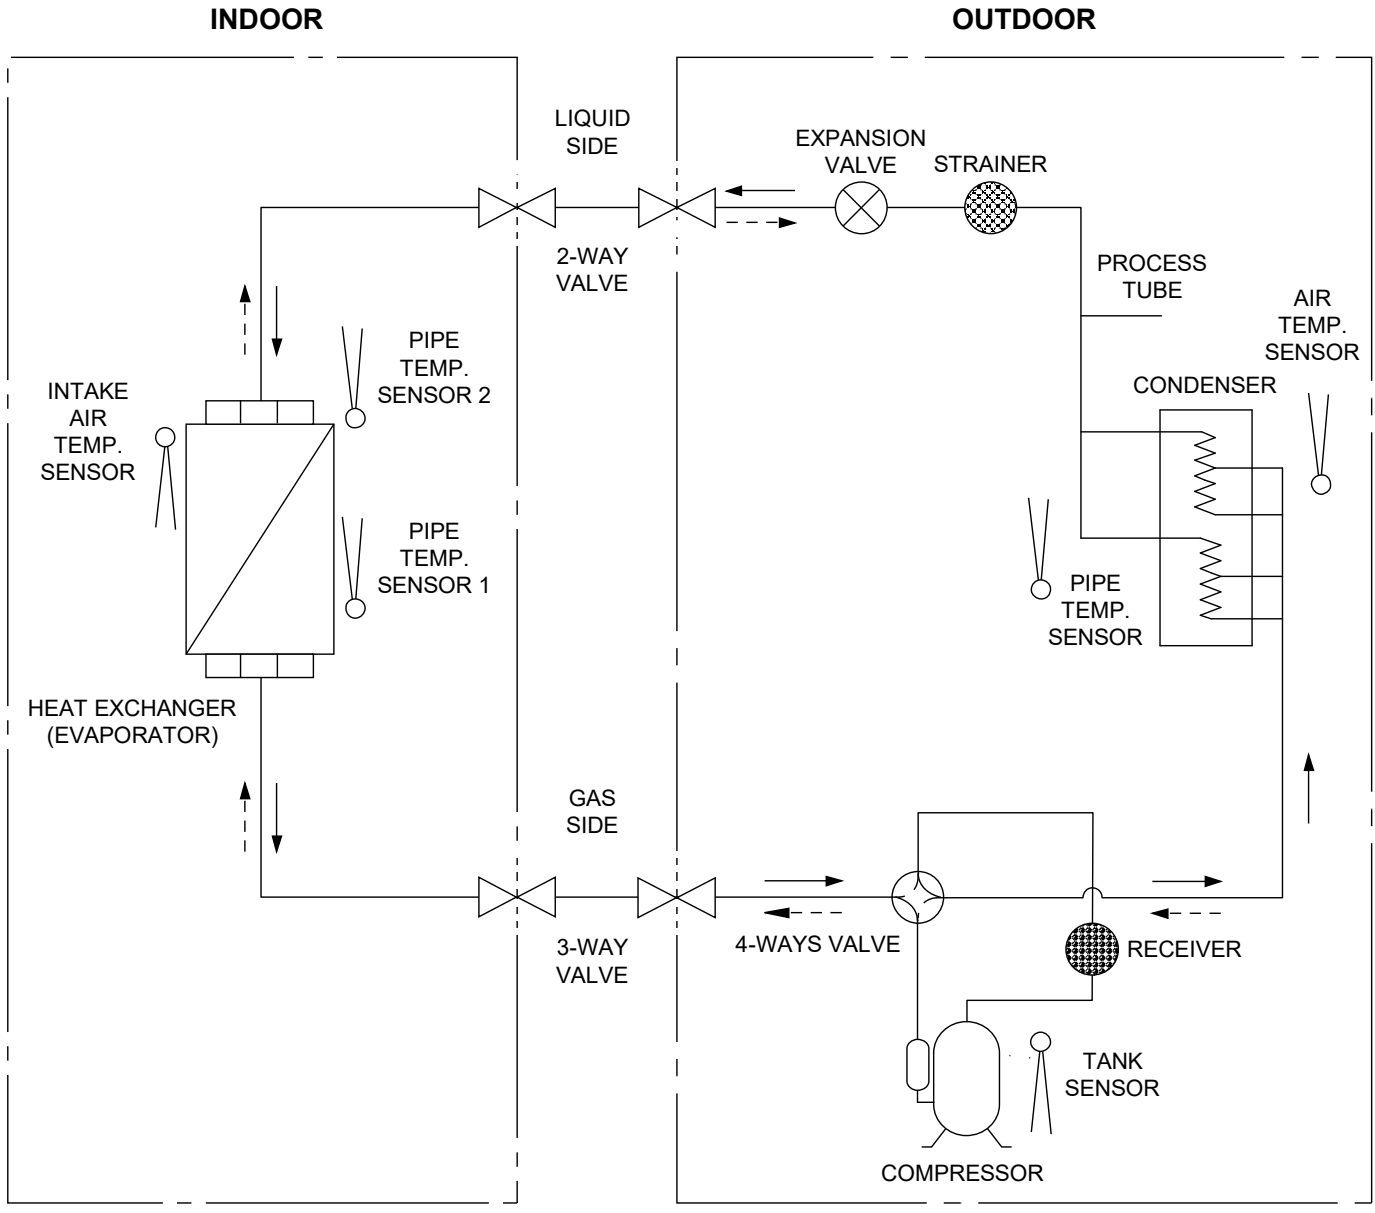 INDOOR
OUTDOOR
LIQUID
SIDE
EXPANSION
VALVE
STRAINER
2-WAY
VALVE
PROCESS
TUBE
AIR
TEMP.
SENSOR
PIPE
TEMP.
SENSOR 2
INTAKE
AIR
TEMP.
SENSOR
CONDENSER
PIPE
TEMP.
SENSOR 1
PIPE
TEMP.
SENSOR
HEAT EXCHANGER
(EVAPORATOR)
GAS
SIDE
3-WAY
VALVE
4-WAYS VALVE
RECEIVER
TANK
SENSOR
COMPRESSOR